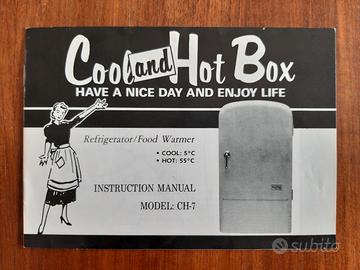 Cool and Hot Box
HAVE A NICE DAY AND ENJOY LIFE
Refrigerator/Food Warmer
• COOL: 5°C
• HOT: 55°C
INSTRUCTION MANUAL
MODEL: CH-7
subito